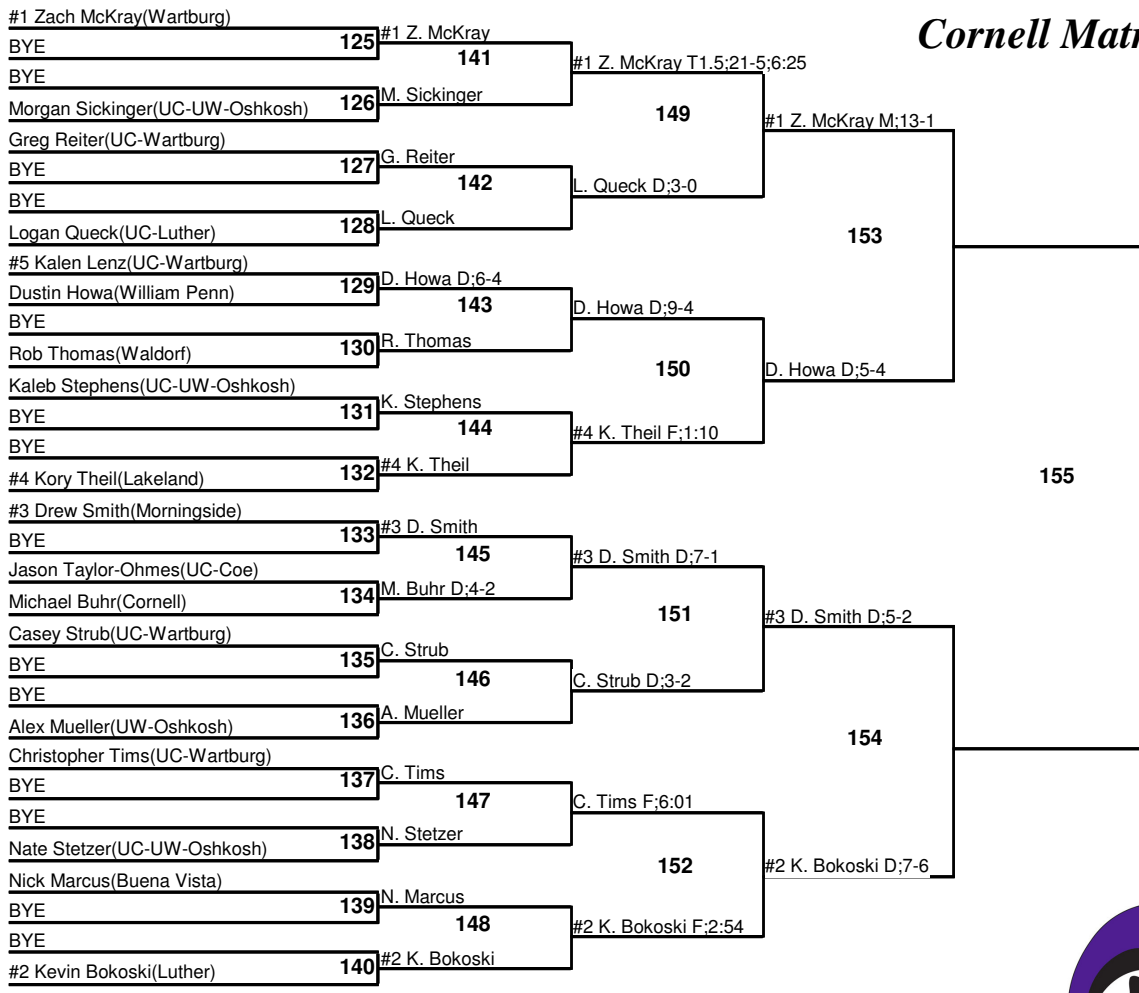 Cornell Matr
#1 Zach McKray(Wartburg)
BYE
125
BYE
Morgan Sickinger(UC-UW-Oshkosh)
126
Greg Reiter(UC-Wartburg)
BYE
127
BYE
Logan Queck(UC-Luther)
128
#5 Kalen Lenz(UC-Wartburg)
Dustin Howa(William Penn)
129
BYE
Rob Thomas(Waldorf)
130
Kaleb Stephens(UC-UW-Oshkosh)
BYE
131
BYE
#4 Kory Theil(Lakeland)
132
#3 Drew Smith(Morningside)
BYE
133
Jason Taylor-Ohmes(UC-Coe)
Michael Buhr(Cornell)
134
Casey Strub(UC-Wartburg)
BYE
135
BYE
Alex Mueller(UW-Oshkosh)
136
Christopher Tims(UC-Wartburg)
BYE
137
BYE
Nate Stetzer(UC-UW-Oshkosh)
138
Nick Marcus(Buena Vista)
BYE
139
BYE
#2 Kevin Bokoski(Luther)
140
#1 Z. McKray
141
M. Sickinger
G. Reiter
142
L. Queck
D. Howa D;6-4
143
R. Thomas
K. Stephens
144
#4 K. Theil
#3 D. Smith
145
M. Buhr D;4-2
C. Strub
146
A. Mueller
C. Tims
147
N. Stetzer
N. Marcus
148
#2 K. Bokoski
#1 Z. McKray T1.5;21-5;6:25
149
L. Queck D;3-0
D. Howa D;9-4
150
#4 K. Theil F;1:10
#3 D. Smith D;7-1
151
C. Strub D;3-2
C. Tims F;6:01
152
#2 K. Bokoski F;2:54
#1 Z. McKray M;13-1
153
D. Howa D;5-4
#3 D. Smith D;5-2
154
#2 K. Bokoski D;7-6
155